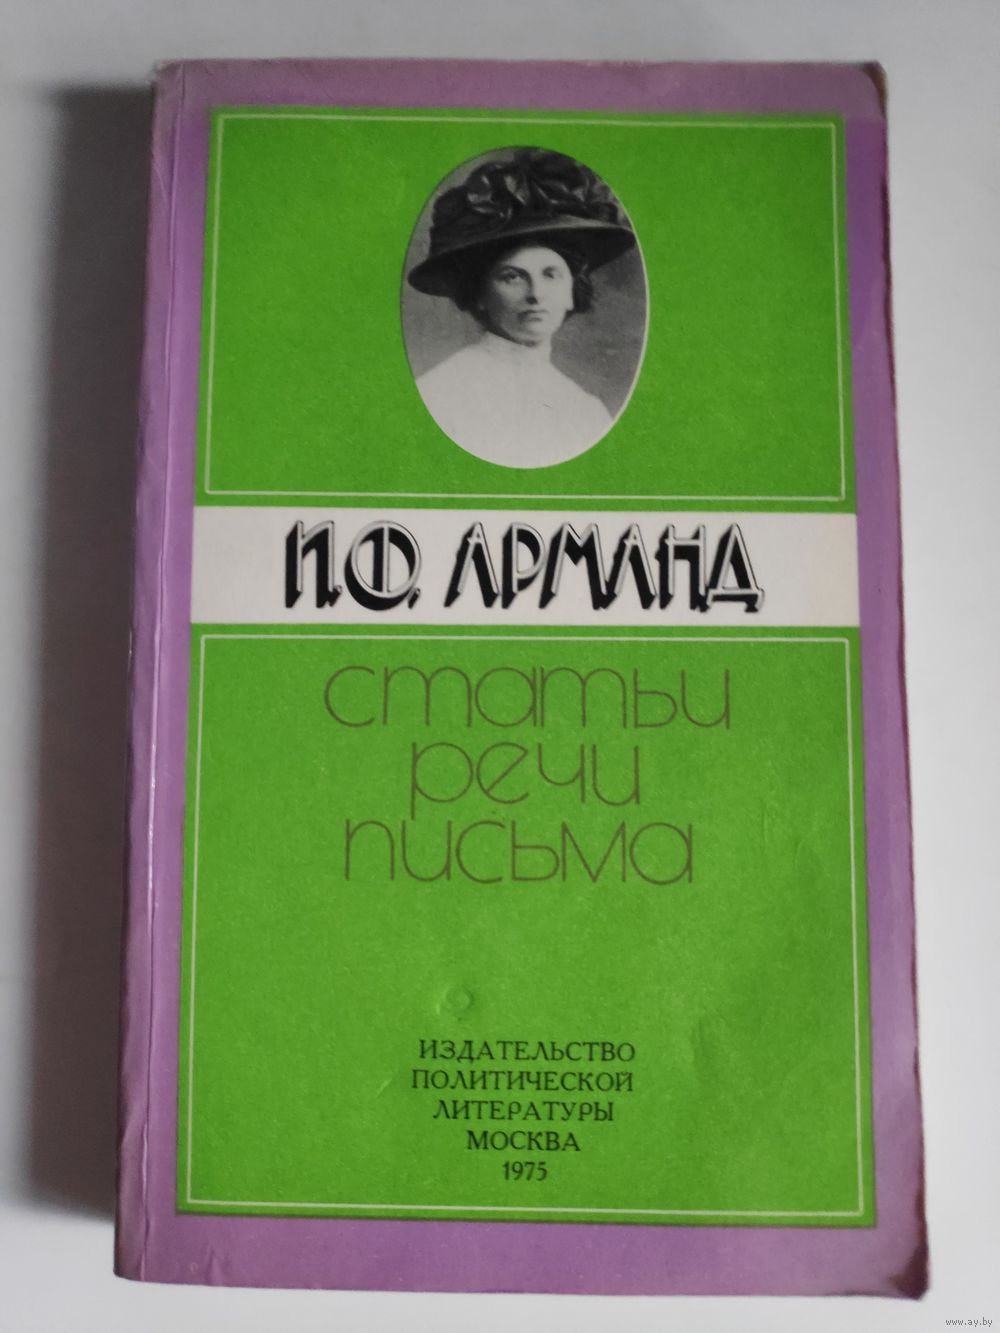 И.Ф. АРМАНД
статьи
речи
письма
ИЗДАТЕЛЬСТВО
ПОЛИТИЧЕСКОЙ
ЛИТЕРАТУРЫ
МОСКВА
1975
www.ay.by